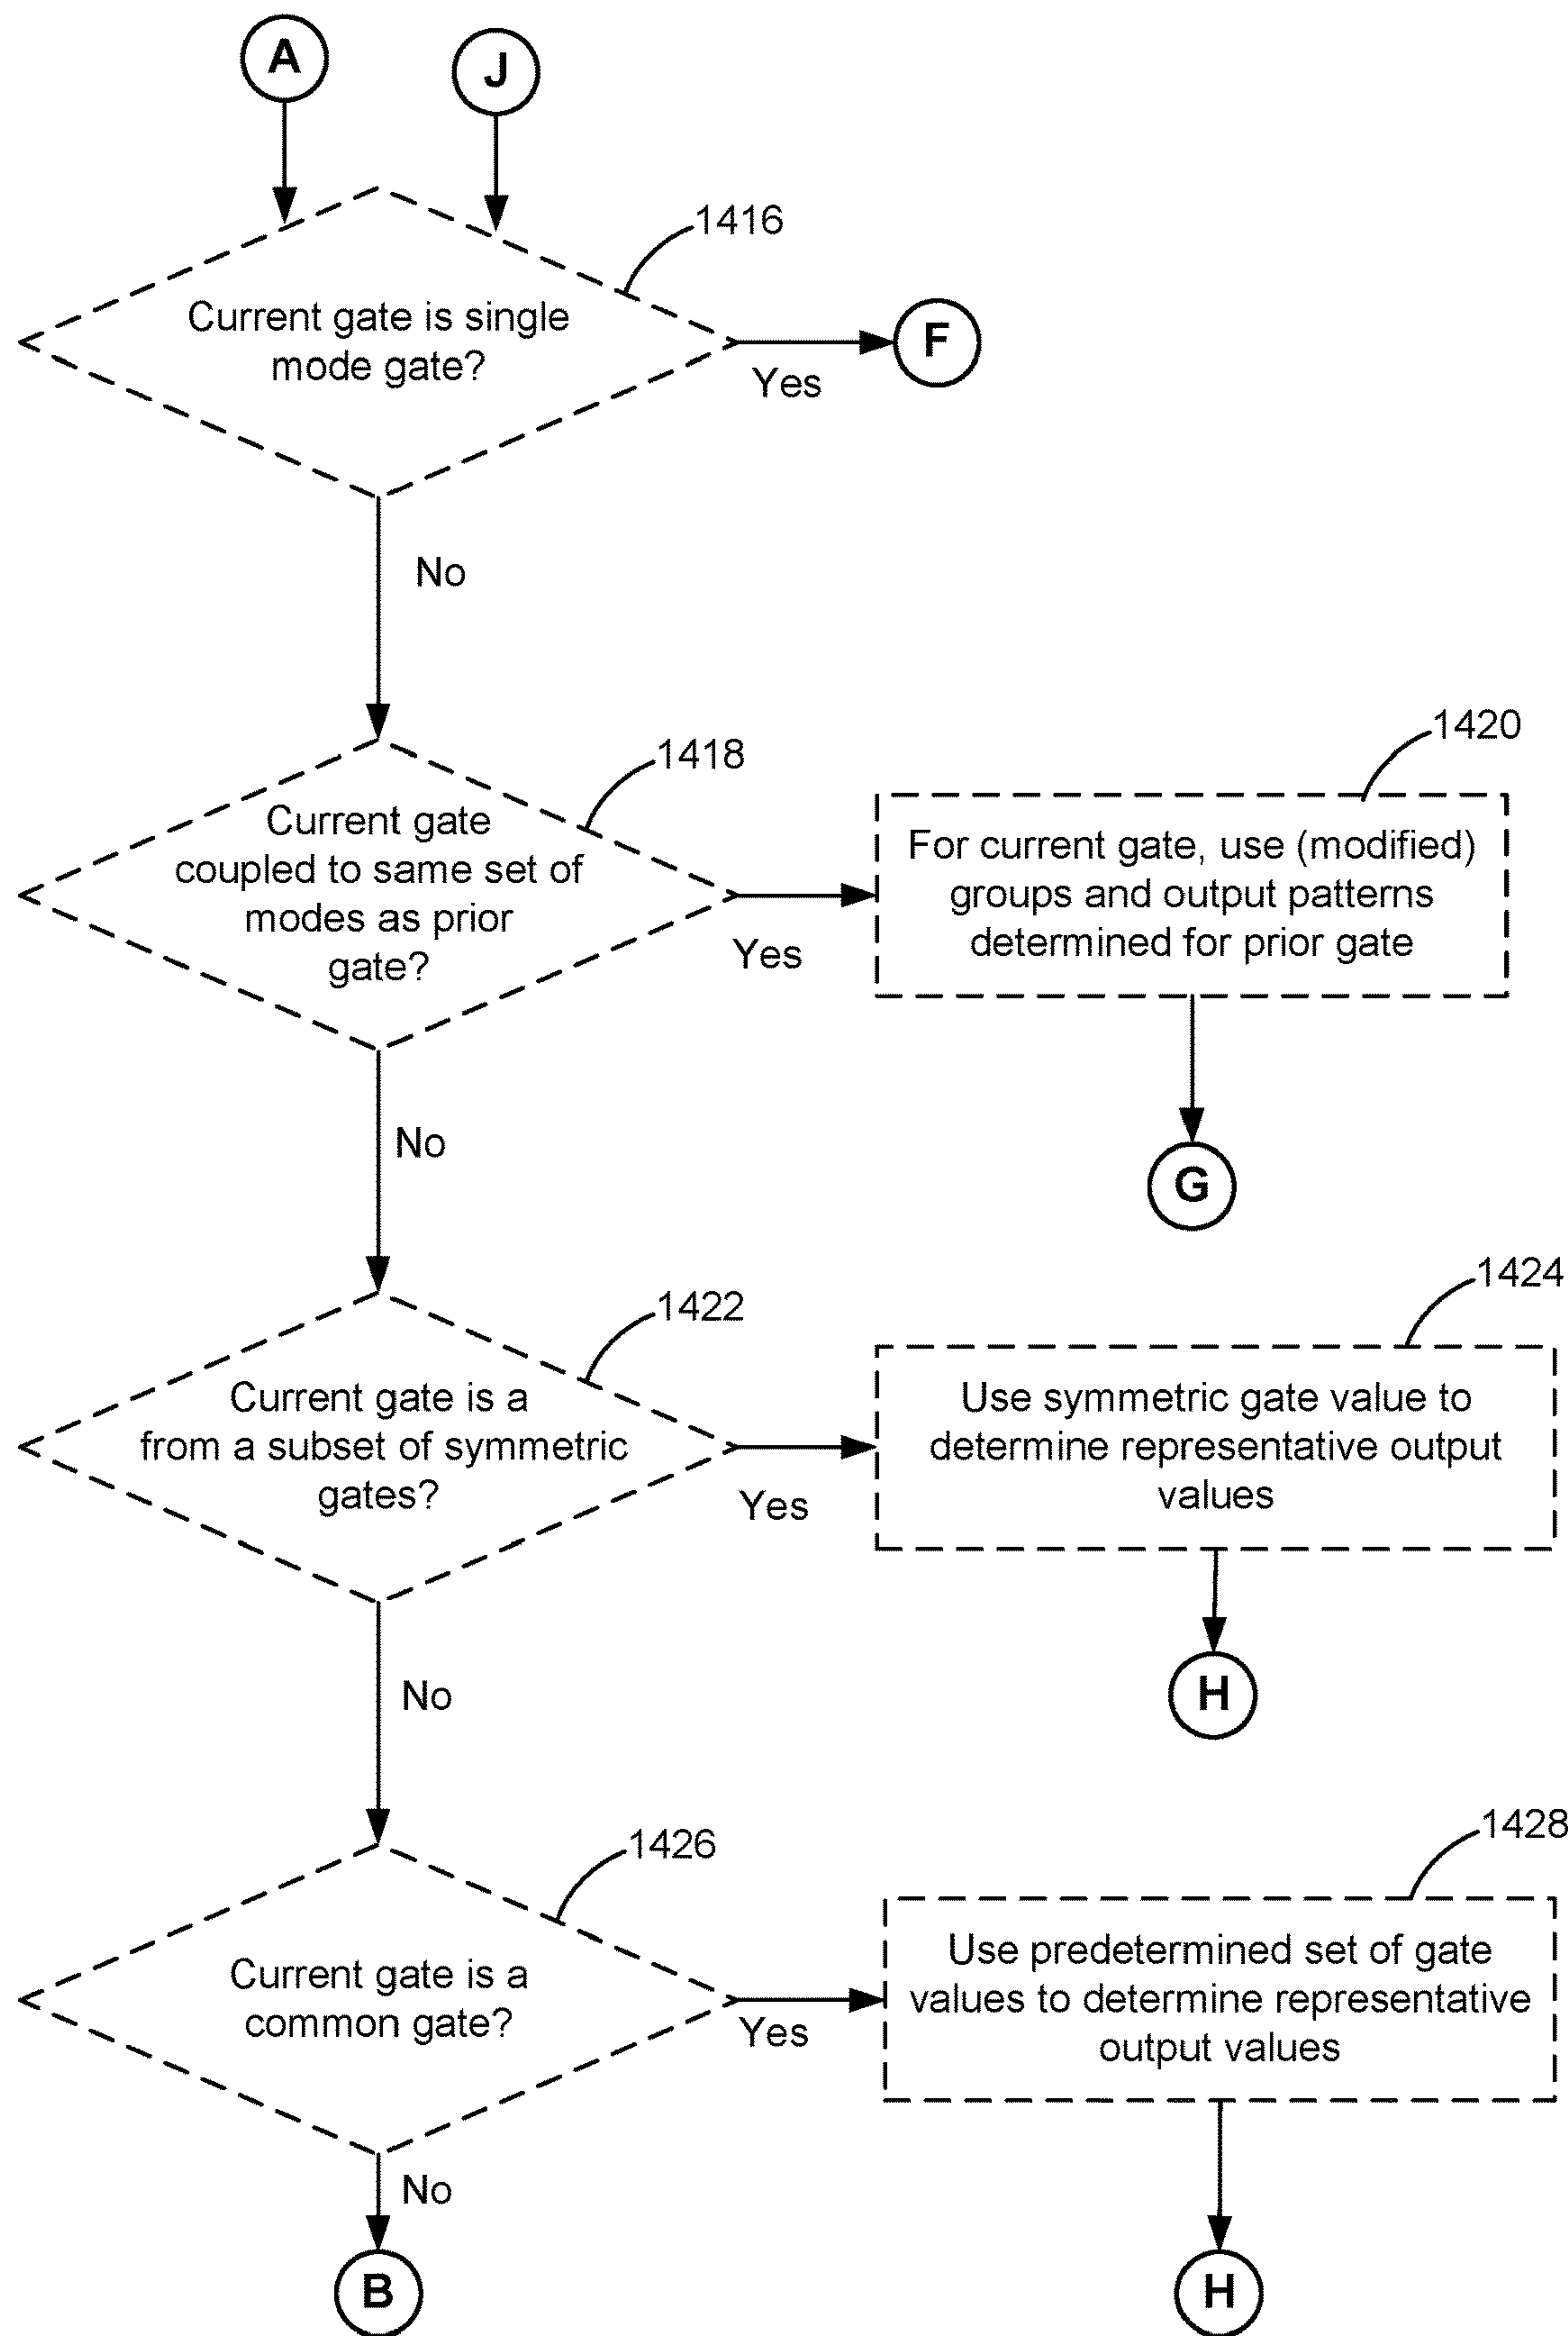 A
J
1416
Current gate is single
mode gate?
F
Yes
No
1418
1420
Current gate
coupled to same set of
modes as prior
gate?
Yes
For current gate, use (modified)
groups and output patterns
determined for prior gate
No
G
1422
1424
Current gate is a
from a subset of symmetric
gates?
Yes
Use symmetric gate value to
determine representative output
values
No
H
1426
1428
Current gate is a
common gate?
Yes
Use predetermined set of gate
values to determine representative
output values
No
B
H